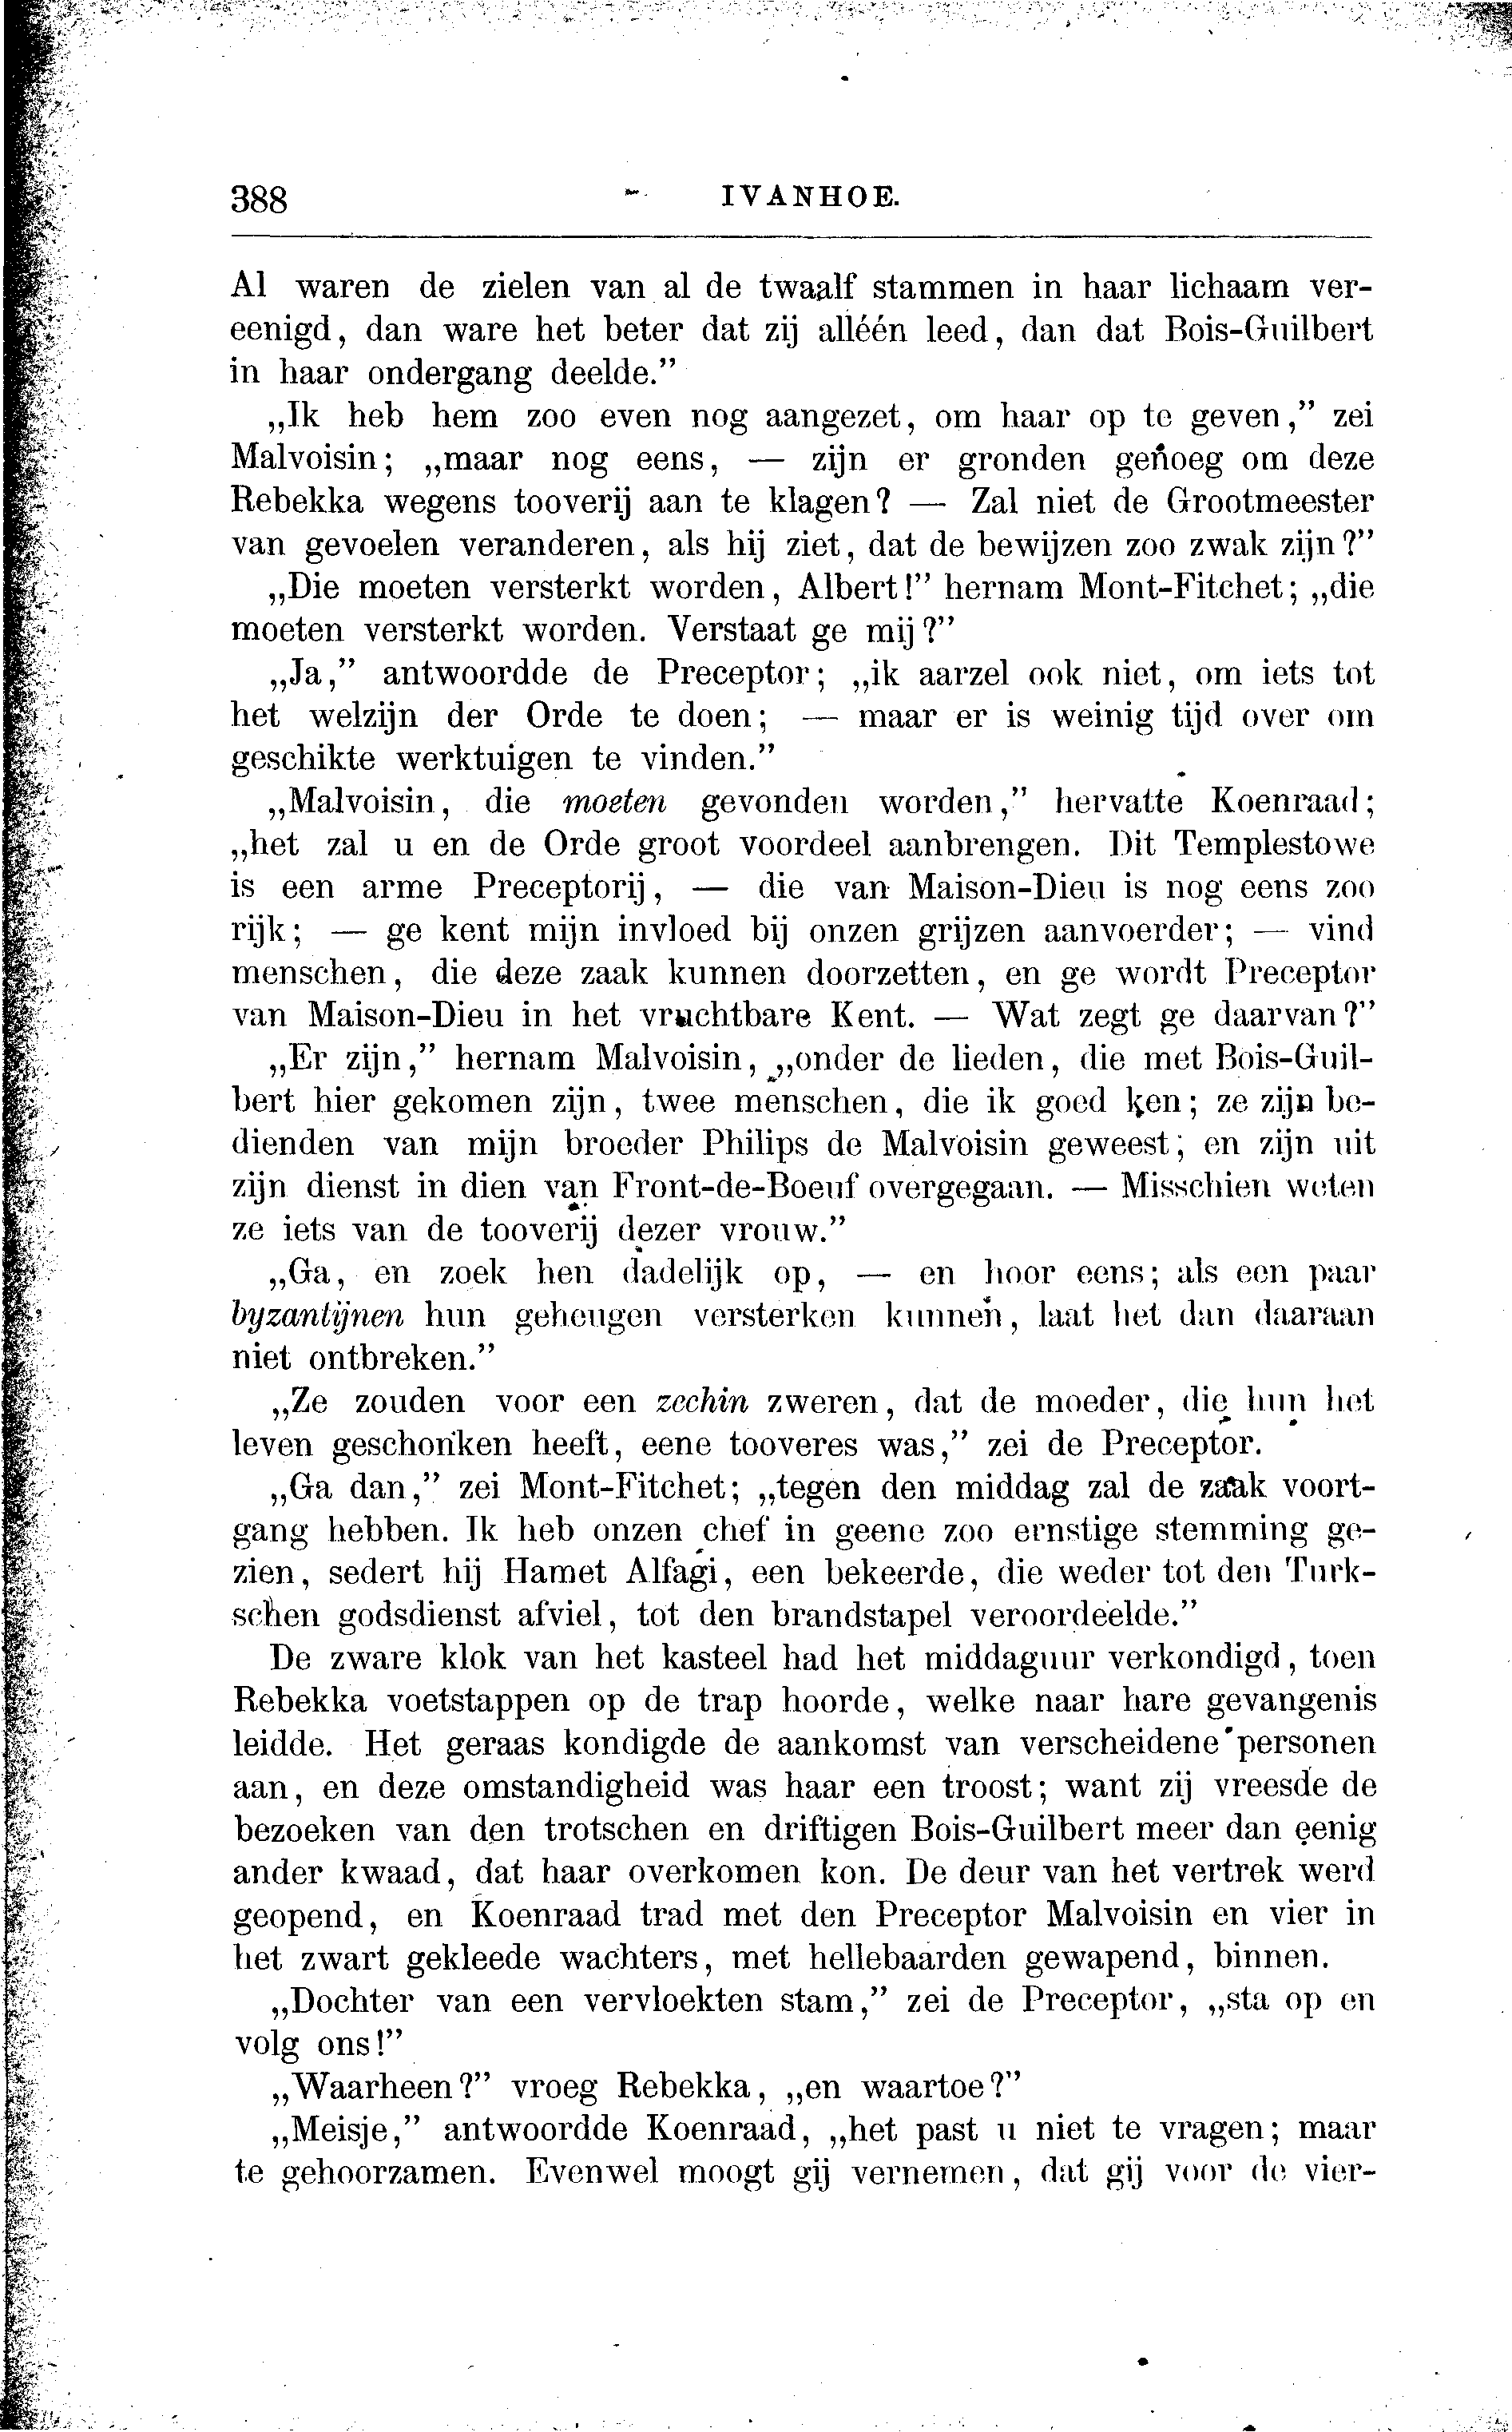 388 IVANHOE.
Al waren de zielen van al de twaalf stammen in haar lichaam ver-
eenigd, dan ware het beter dat zij alléén leed, dan dat Bois-Guilbert
in haar ondergang deelde.”
„Ik heb hem zoo even nog aangezet, om haar op te geven,” zei
Malvoisin; „maar nog eens, — zijn er gronden genoeg om deze
Rebekka wegens tooverij aan te klagen? — Zal niet de Grootmeester
van gevoelen veranderen, als hij ziet, dat de bewijzen zoo zwak zijn?”
„Die moeten versterkt worden, Albert!” hernam Mont-Fitchet; „die
moeten versterkt worden. Verstaat ge mij?”
„Ja,” antwoordde de Preceptor; „ik aarzel ook niet, om iets tot
het welzijn der Orde te doen; — maar er is weinig tijd over om
geschikte werktuigen te vinden.”
„Malvoisin, die moeten gevonden worden,” hervatte Koenraad;
„het zal u en de Orde groot voordeel aanbrengen. Dit Templestowe
is een arme Preceptorij, — die van Maison-Dieu is nog eens zoo
rijk; — ge kent mijn invloed bij onzen grijzen aanvoerder; — vind
menschen, die deze zaak kunnen doorzetten, en ge wordt Preceptor
van Maison-Dieu in het vruchtbare Kent. — Wat zegt ge daarvan?”
„Er zijn,” hernam Malvoisin, „onder de lieden, die met Bois-Guil-
bert hier gekomen zijn, twee menschen, die ik goed ken; ze zijn be-
dienden van mijn broeder Philips de Malvoisin geweest; en zijn uit
zijn dienst in dien van Front-de-Boeuf overgegaan. — Misschien weten
ze iets van de tooverij dezer vrouw.”
„Ga, en zoek hen dadelijk op, — en hoor eens; als een paar
byzantijnen hun geheugen versterken kunnen, laat het dan daaraan
niet ontbreken.”
„Ze zouden voor een zechin zweren, dat de moeder, die hun het
leven geschonken heeft, eene tooveres was,” zei de Preceptor.
„Ga dan,” zei Mont-Fitchet; „tegen den middag zal de zaak voort-
gang hebben. Ik heb onzen chef in geene zoo ernstige stemming ge-
zien, sedert hij Hamet Alfagi, een bekeerde, die weder tot den Turk-
schen godsdienst afviel, tot den brandstapel veroordeelde.”
De zware klok van het kasteel had het middaguur verkondigd, toen
Rebekka voetstappen op de trap hoorde, welke naar hare gevangenis
leidde. Het geraas kondigde de aankomst van verscheidene personen
aan, en deze omstandigheid was haar een troost; want zij vreesde de
bezoeken van den trotschen en driftigen Bois-Guilbert meer dan eenig
ander kwaad, dat haar overkomen kon. De deur van het vertrek werd
geopend, en Koenraad trad met den Preceptor Malvoisin en vier in
het zwart gekleede wachters, met hellebaarden gewapend, binnen.
„Dochter van een vervloekten stam,” zei de Preceptor, „sta op en
volg ons!”
„Waarheen?” vroeg Rebekka, „en waartoe?”
„Meisje,” antwoordde Koenraad, „het past u niet te vragen; maar
te gehoorzamen. Evenwel moogt gij vernemen, dat gij voor de vier-